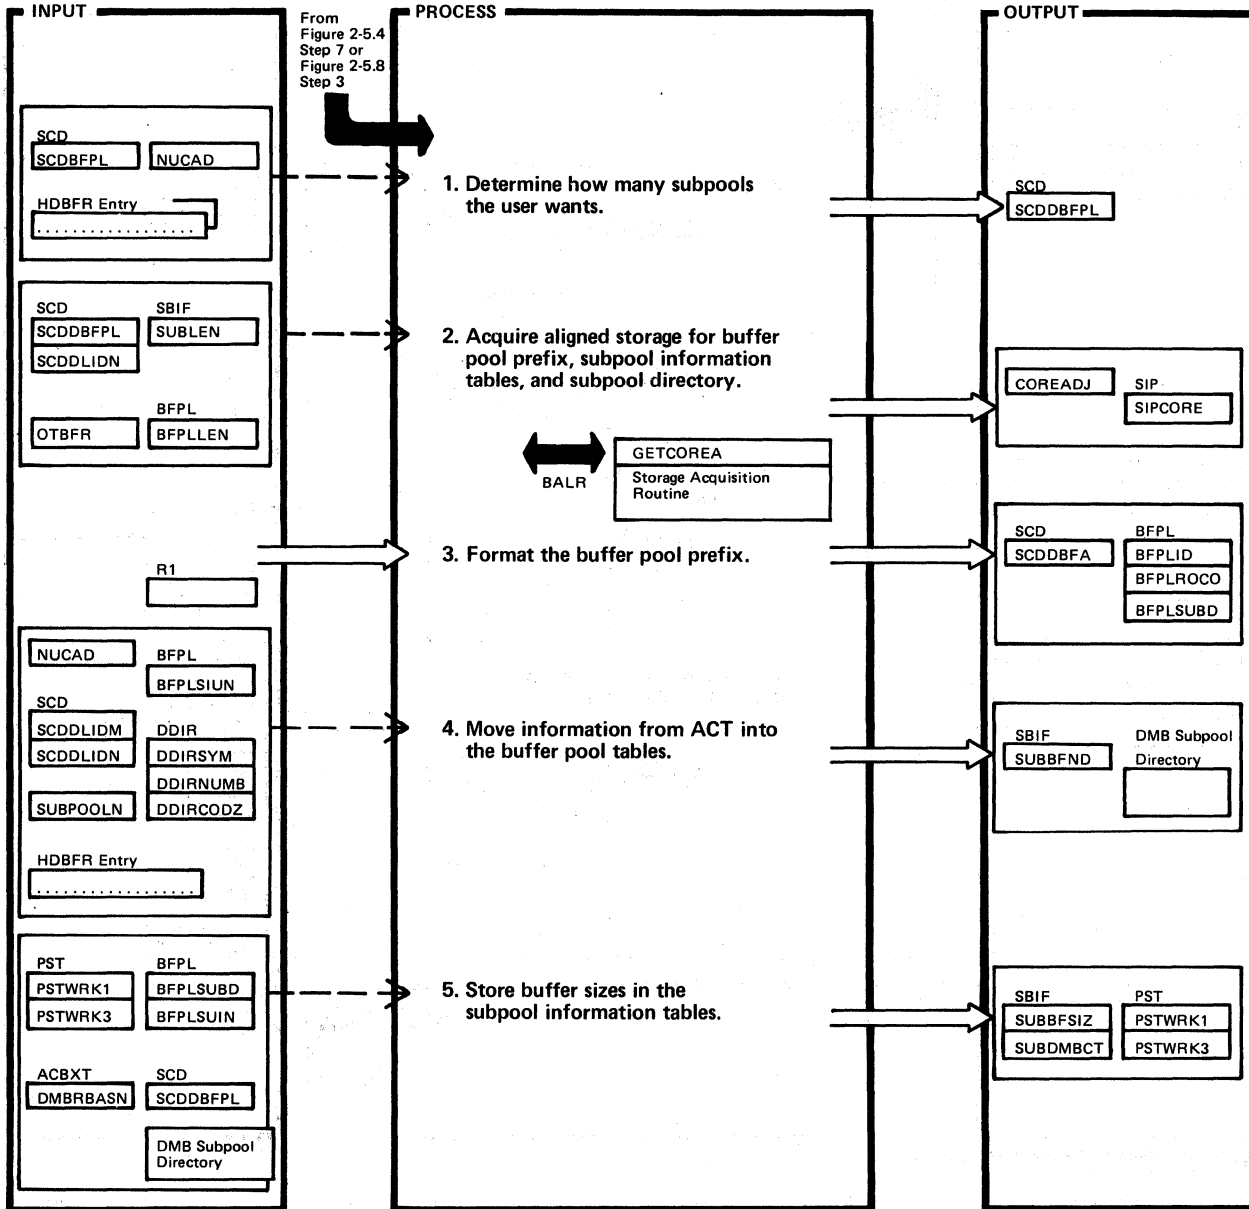 INPUT
From
Figure 2-5.4
Step 7 or
Figure 2-5.8
Step 3
PROCESS
OUTPUT
SCD
SCDBFPL
NUCAD
HDBFR Entry
. . . . . . . . . . . . . . . . .
1. Determine how many subpools
the user wants.
SCD
SCDDBFPL
SCD
SCDDBFPL
SCDDLIDN
SBIF
SUBLEN
OTBFR
BFPL
BFPLLEN
2. Acquire aligned storage for buffer
pool prefix, subpool information
tables, and subpool directory.
BALR
GETCOREA
Storage Acquisition
Routine
COREADJ
SIP
SIPCORE
R1
3. Format the buffer pool prefix.
SCD
SCDDBFA
BFPL
BFPLID
BFPLROCO
BFPLSUBD
NUCAD
BFPL
BFPLSIUN
SCD
SCDDLIDM
SCDDLIDN
DDIR
DDIRSYM
DDIRNUMB
DDIRCODZ
SUBPOOLN
HDBFR Entry
. . . . . . . . . . . . . . . . .
4. Move information from ACT into
the buffer pool tables.
SBIF
SUBBFND
DMB Subpool
Directory
PST
PSTWRK1
PSTWRK3
BFPL
BFPLSUBD
BFPLSUIN
ACBXT
DMBRBASN
SCD
SCDDBFPL
DMB Subpool
Directory
5. Store buffer sizes in the
subpool information tables.
SBIF
SUBBFSIZ
SUBDMBCT
PST
PSTWRK1
PSTWRK3